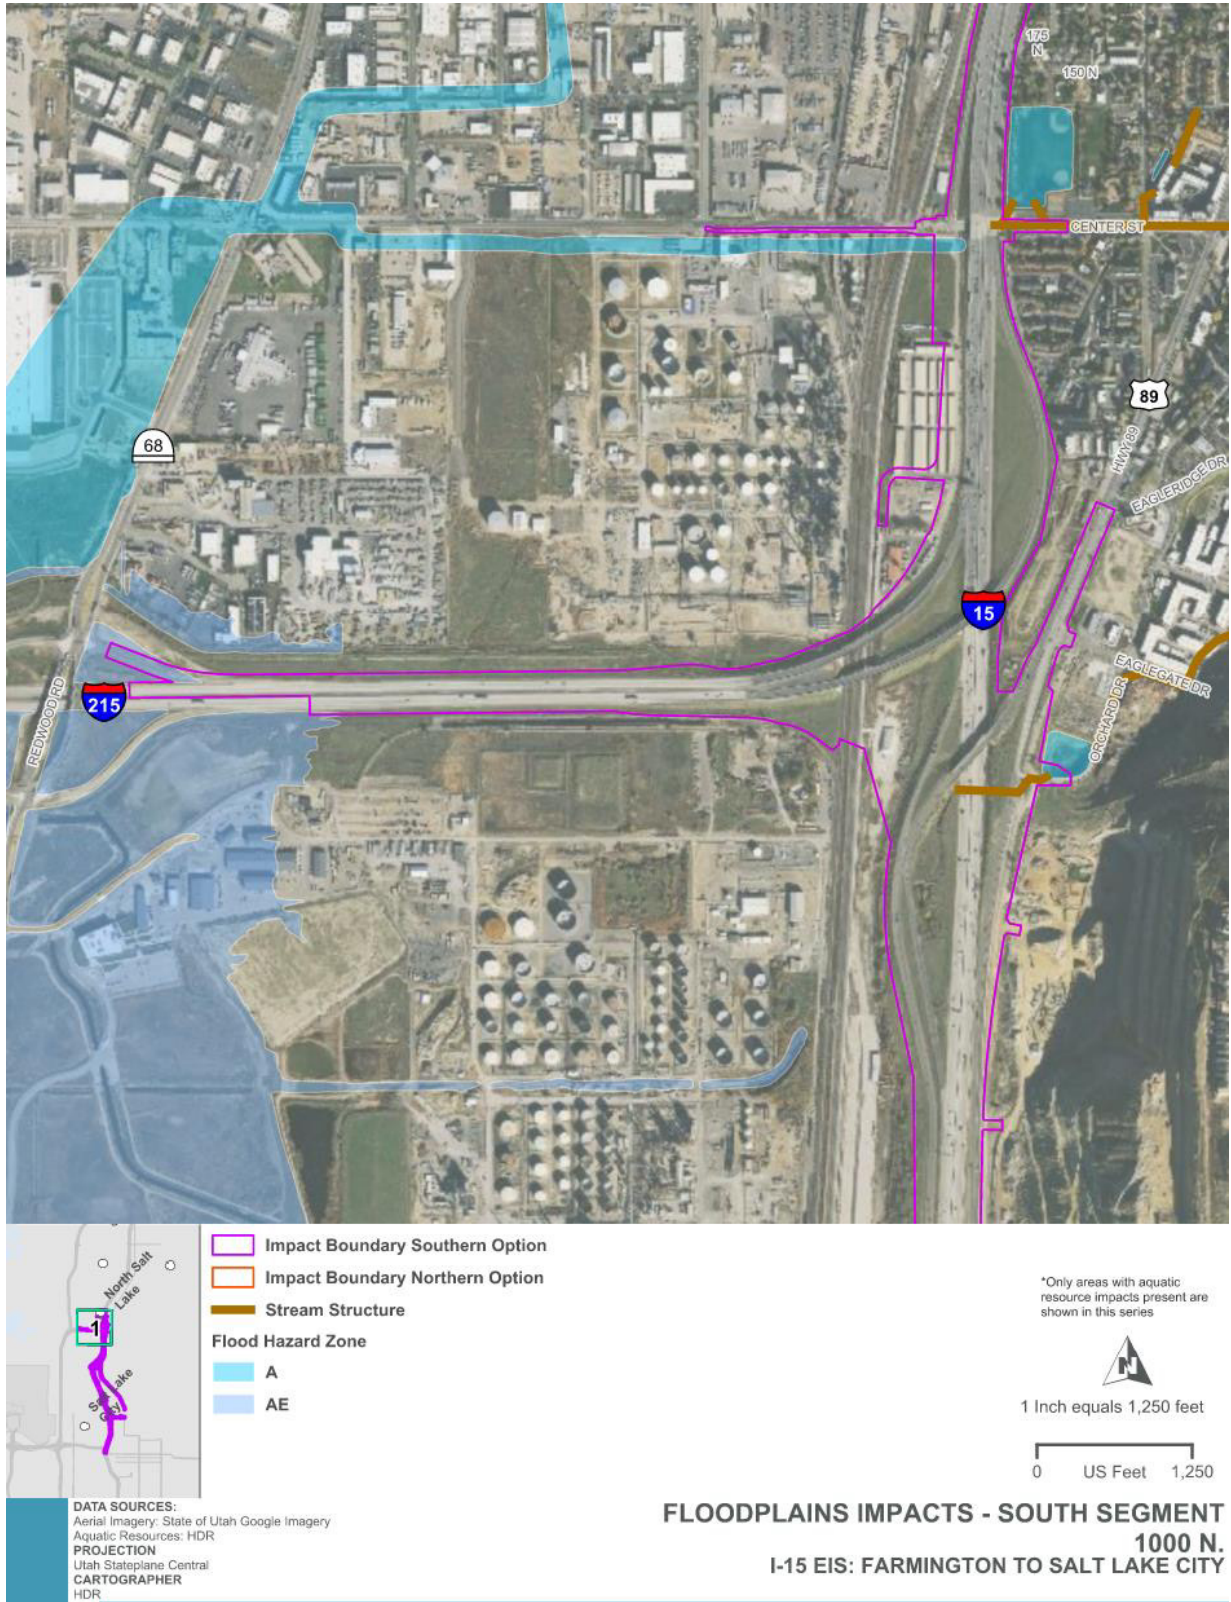 175
N
150 N
CENTER ST
89
HWY 89
EAGLERIDGE DR
68
15
EAGLEGATE DR
ORCHARD DR
215
REDWOOD RD
North Salt
Lake
1
Salt Lake
City
Impact Boundary Southern Option
Impact Boundary Northern Option
Stream Structure
Flood Hazard Zone
A
AE
*Only areas with aquatic
resource impacts present are
shown in this series
N
1 Inch equals 1,250 feet
0 US Feet 1,250
DATA SOURCES:
Aerial Imagery: State of Utah Google Imagery
Aquatic Resources: HDR
PROJECTION
Utah Stateplane Central
CARTOGRAPHER
HDR
FLOODPLAINS IMPACTS - SOUTH SEGMENT
1000 N.
I-15 EIS: FARMINGTON TO SALT LAKE CITY